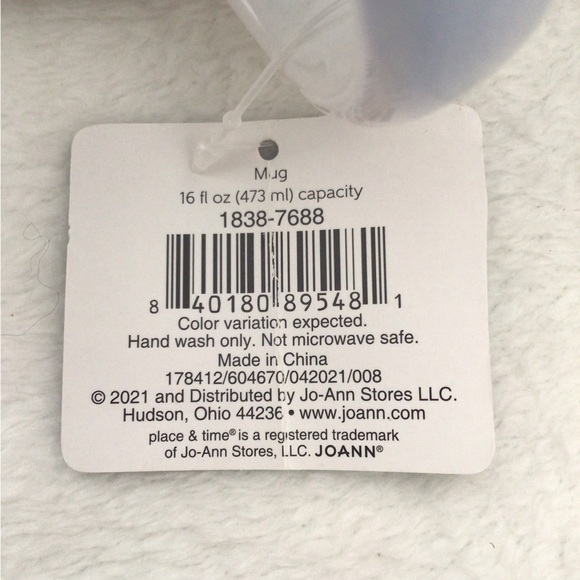 Mug
16 fl oz (473 ml) capacity
1838-7688
8 40180 89548 1
Color variation expected.
Hand wash only. Not microwave safe.
Made in China
178412/604670/042021/008
© 2021 and Distributed by Jo-Ann Stores LLC.
Hudson, Ohio 44236 • www.joann.com
place & time® is a registered trademark
of Jo-Ann Stores, LLC. JOANN®